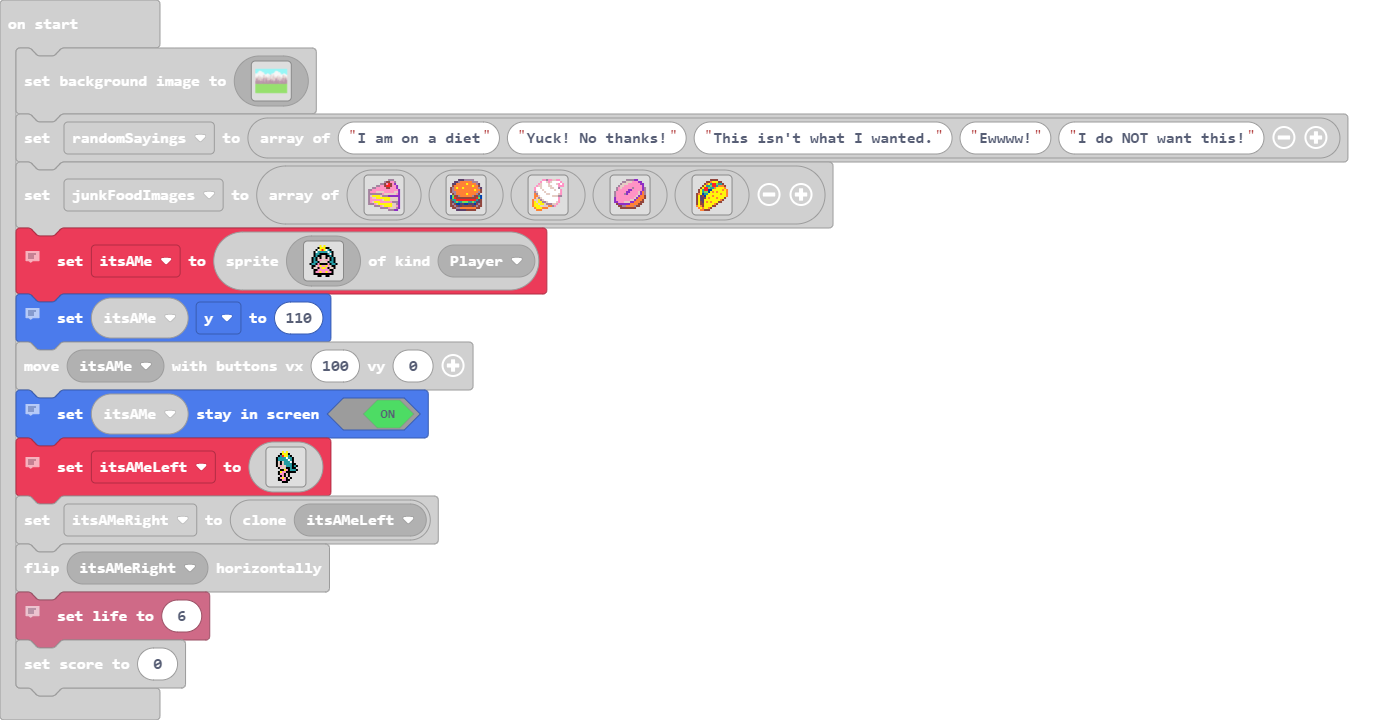 on start
set background image to
set randomSayings to array of "I am on a diet" "Yuck! No thanks!" "This isn't what I wanted." "Ewwww!" "I do NOT want this!"
set junkFoodImages to array of
set itsAMe to sprite of kind Player
set itsAMe y to 110
move itsAMe with buttons vx 100 vy 0
set itsAMe stay in screen ON
set itsAMeLeft to
set itsAMeRight to clone itsAMeLeft
flip itsAMeRight horizontally
set life to 6
set score to 0